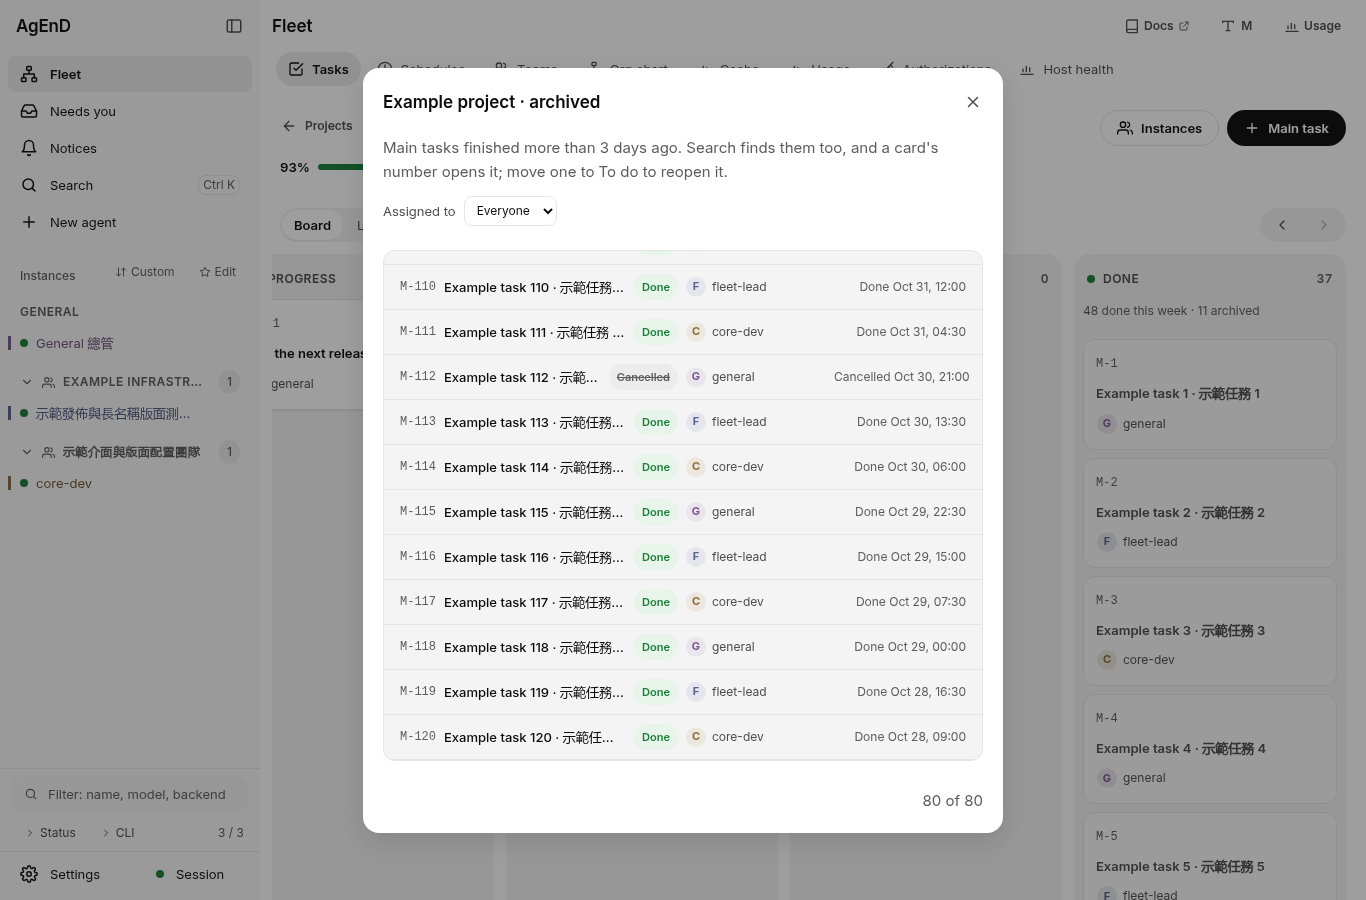 AgEnD
Fleet
Needs you
Notices
Search
Ctrl K
New agent
Instances
Custom
Edit
GENERAL
General 總管
EXAMPLE INFRASTR...
1
示範發佈與長名稱版面測...
示範介面與版面配置團隊
1
core-dev
Filter: name, model, backend
Status
CLI
3 / 3
Settings
Session
Fleet
Docs
M
Usage
Tasks
Host health
Projects
Instances
Main task
93%
Board
PROGRESS
1
the next releas
general
0
DONE
37
48 done this week · 11 archived
M-1
Example task 1 · 示範任務 1
general
M-2
Example task 2 · 示範任務 2
fleet-lead
M-3
Example task 3 · 示範任務 3
core-dev
M-4
Example task 4 · 示範任務 4
general
M-5
Example task 5 · 示範任務 5
fleet-lead
Example project · archived
Main tasks finished more than 3 days ago. Search finds them too, and a card's
number opens it; move one to To do to reopen it.
Assigned to
Everyone
M-110 Example task 110 · 示範任務... Done F fleet-lead Done Oct 31, 12:00
M-111 Example task 111 · 示範任務 ... Done C core-dev Done Oct 31, 04:30
M-112 Example task 112 · 示範... Cancelled G general Cancelled Oct 30, 21:00
M-113 Example task 113 · 示範任務... Done F fleet-lead Done Oct 30, 13:30
M-114 Example task 114 · 示範任務... Done C core-dev Done Oct 30, 06:00
M-115 Example task 115 · 示範任務... Done G general Done Oct 29, 22:30
M-116 Example task 116 · 示範任務... Done F fleet-lead Done Oct 29, 15:00
M-117 Example task 117 · 示範任務... Done C core-dev Done Oct 29, 07:30
M-118 Example task 118 · 示範任務... Done G general Done Oct 29, 00:00
M-119 Example task 119 · 示範任務... Done F fleet-lead Done Oct 28, 16:30
M-120 Example task 120 · 示範任... Done C core-dev Done Oct 28, 09:00
80 of 80